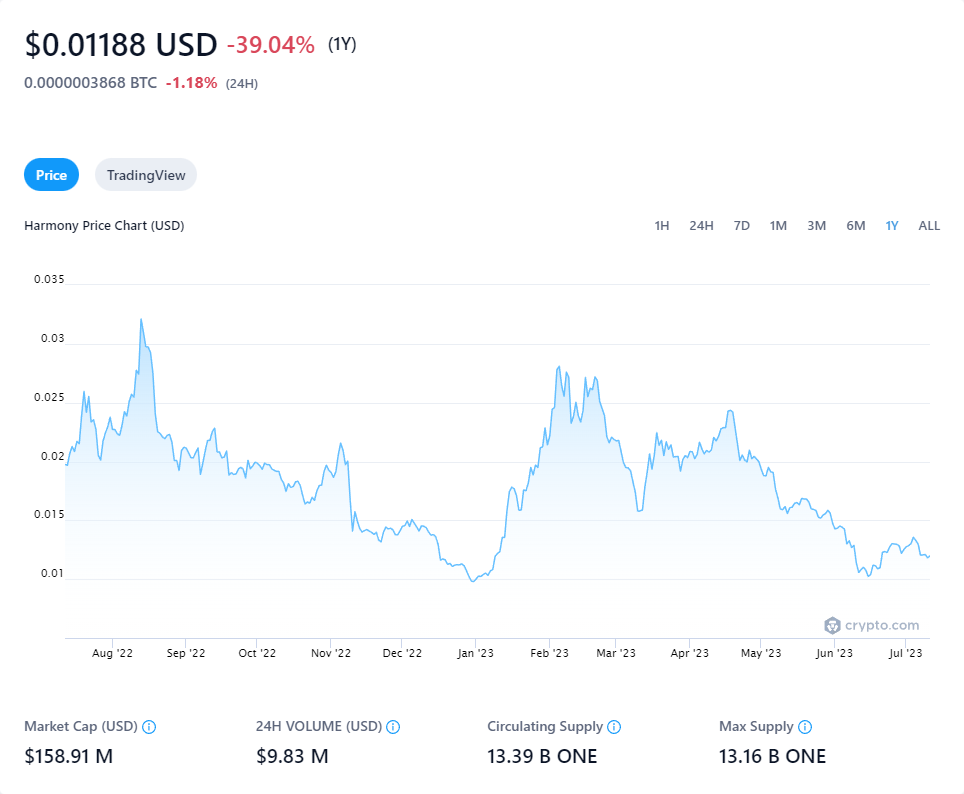 $0.01188 USD -39.04% (1Y)
0.0000003868 BTC -1.18% (24H)
Price TradingView
Harmony Price Chart (USD) 1H 24H 7D 1M 3M 6M 1Y ALL
0.035
0.03
0.025
0.02
0.015
0.01
crypto.com
Aug '22 Sep '22 Oct '22 Nov '22 Dec '22 Jan '23 Feb '23 Mar '23 Apr '23 May '23 Jun '23 Jul '23
Market Cap (USD) 24H VOLUME (USD) Circulating Supply Max Supply
$158.91 M $9.83 M 13.39 B ONE 13.16 B ONE